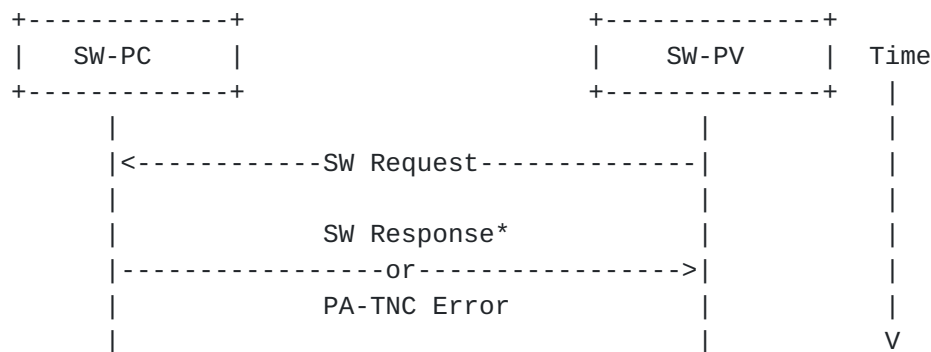 SW-PC SW-PV Time
SW Request
SW Response*
or
PA-TNC Error
V